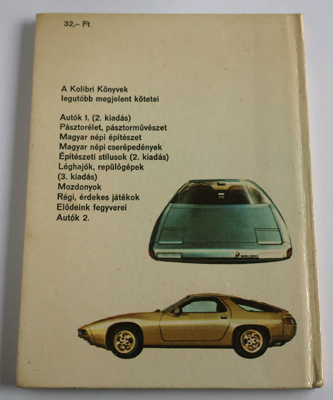 32,– Ft
A Kolibri Könyvek
legutóbb megjelent kötetei
Autók 1. (2. kiadás)
Pásztorélet, pásztorművészet
Magyar népi építészet
Magyar népi cserépedények
Építészeti stílusok (2. kiadás)
Léghajók, repülőgépek
(3. kiadás)
Mozdonyok
Régi, érdekes játékok
Elődeink fegyverei
Autók 2.